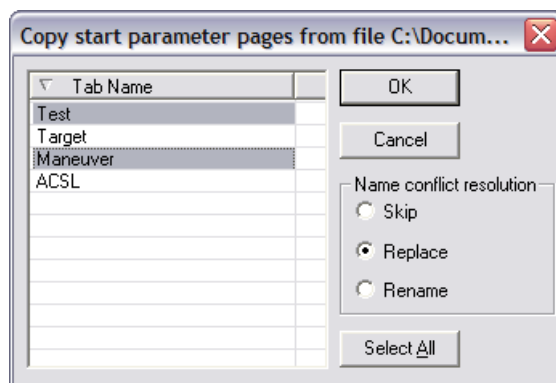 Copy start parameter pages from file C:\Docum...
Tab Name
Test
Target
Maneuver
ACSL
OK
Cancel
Name conflict resolution
Skip
Replace
Rename
Select All